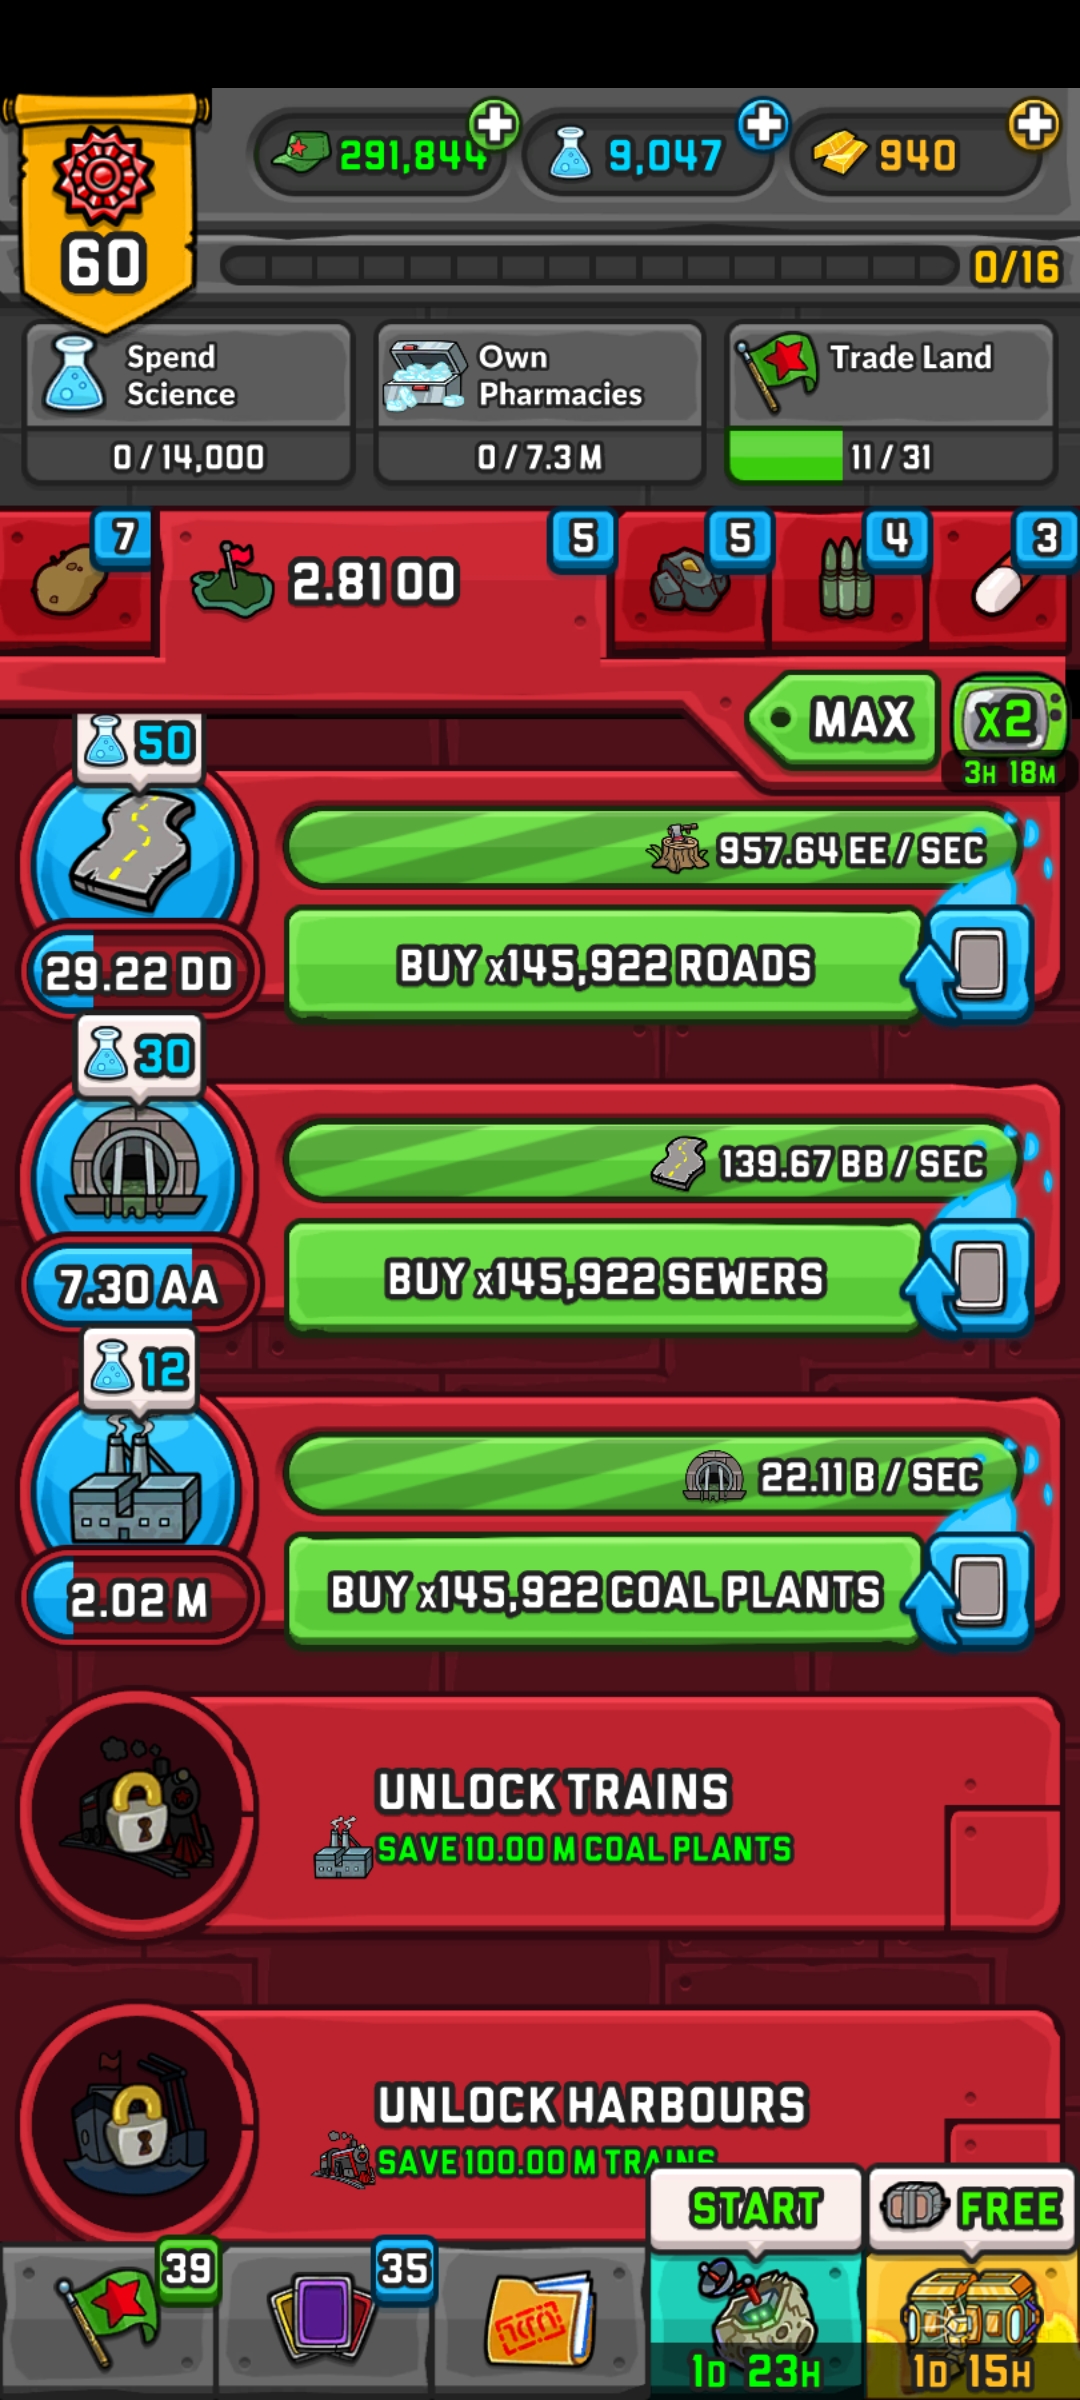 291,844
9,047
940
60
0/16
Spend
Science
0 / 14,000
Own
Pharmacies
0 / 7.3 M
Trade Land
11 / 31
7
2.81 OO
5
5
4
3
MAX
x2
3H 18M
50
957.64 EE / SEC
29.22 DD
BUY x145,922 ROADS
30
139.67 BB / SEC
7.30 AA
BUY x145,922 SEWERS
12
22.11 B / SEC
2.02 M
BUY x145,922 COAL PLANTS
UNLOCK TRAINS
SAVE 10.00 M COAL PLANTS
UNLOCK HARBOURS
SAVE 100.00 M TRAINS
START
FREE
39
35
1D 23H
1D 15H